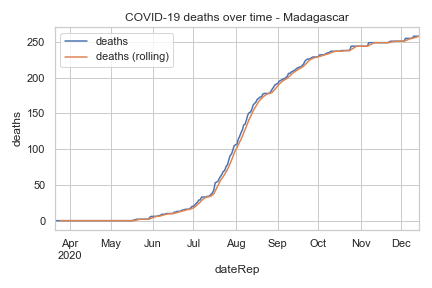 COVID-19 deaths over time - Madagascar
deaths
deaths (rolling)
deaths
250
200
150
100
50
0
Apr May Jun Jul Aug Sep Oct Nov Dec
2020
dateRep